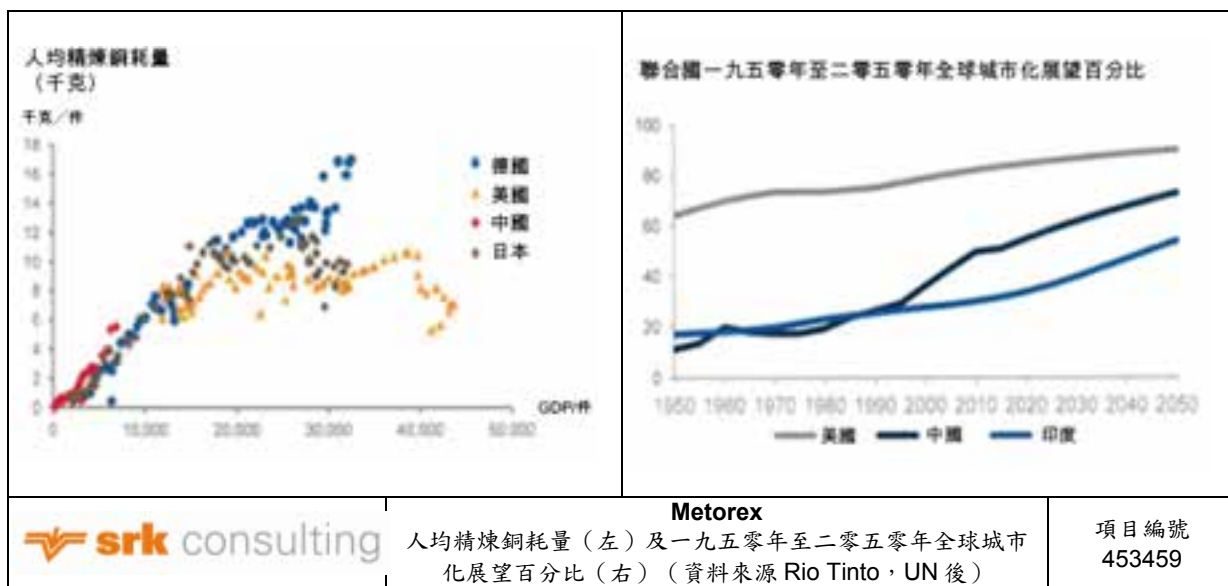 人均精煉銅耗量
（千克）
千克／件
18
16
14
12
10
8
6
4
2
0
0 10.000 20.000 30.000 40.000 50.000
GDP/件
德國
美國
中國
日本
聯合國一九五零年至二零五零年全球城市化展望百分比
100
80
60
40
20
0
1950 1960 1970 1980 1990 2000 2010 2020 2030 2040 2050
美國 中國 印度
srk consulting
Metorex
人均精煉銅耗量（左）及一九五零年至二零五零年全球城市
化展望百分比（右）（資料來源 Rio Tinto，UN 後）
項目編號
453459